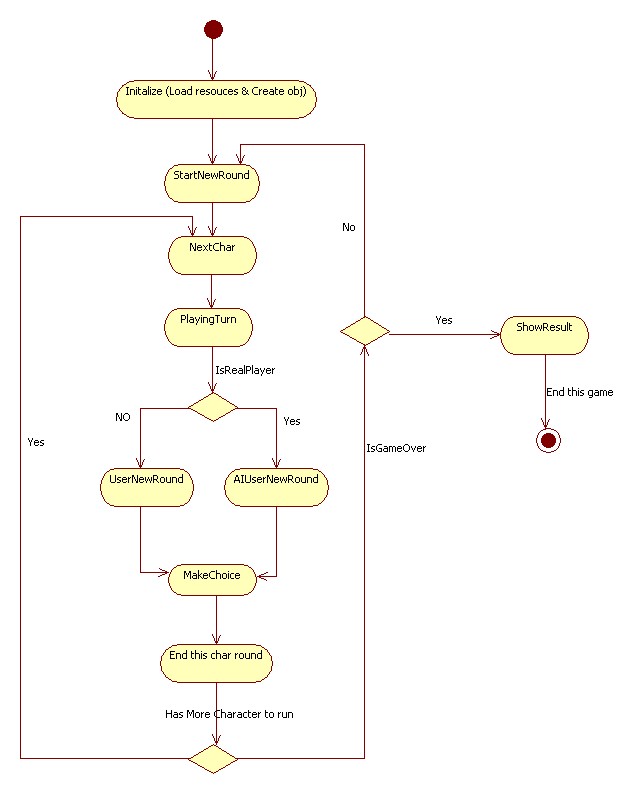 Initalize (Load resouces & Create obj)
StartNewRound
No
NextChar
PlayingTurn
Yes
ShowResult
IsRealPlayer
End this game
NO
Yes
Yes
IsGameOver
UserNewRound
AIUserNewRound
MakeChoice
End this char round
Has More Character to run